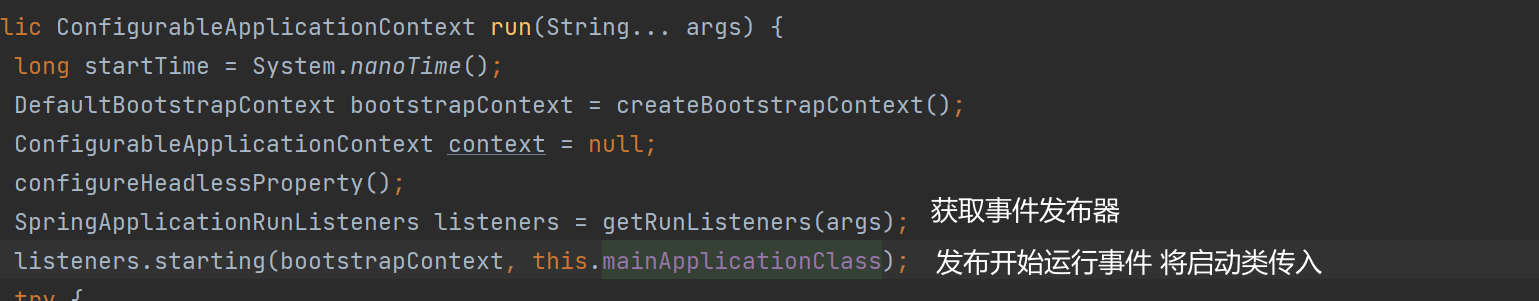 lic ConfigurableApplicationContext run(String... args) {
long startTime = System.nanoTime();
DefaultBootstrapContext bootstrapContext = createBootstrapContext();
ConfigurableApplicationContext context = null;
configureHeadlessProperty();
SpringApplicationRunListeners listeners = getRunListeners(args); 获取事件发布器
listeners.starting(bootstrapContext, this.mainApplicationClass); 发布开始运行事件 将启动类传入
try {